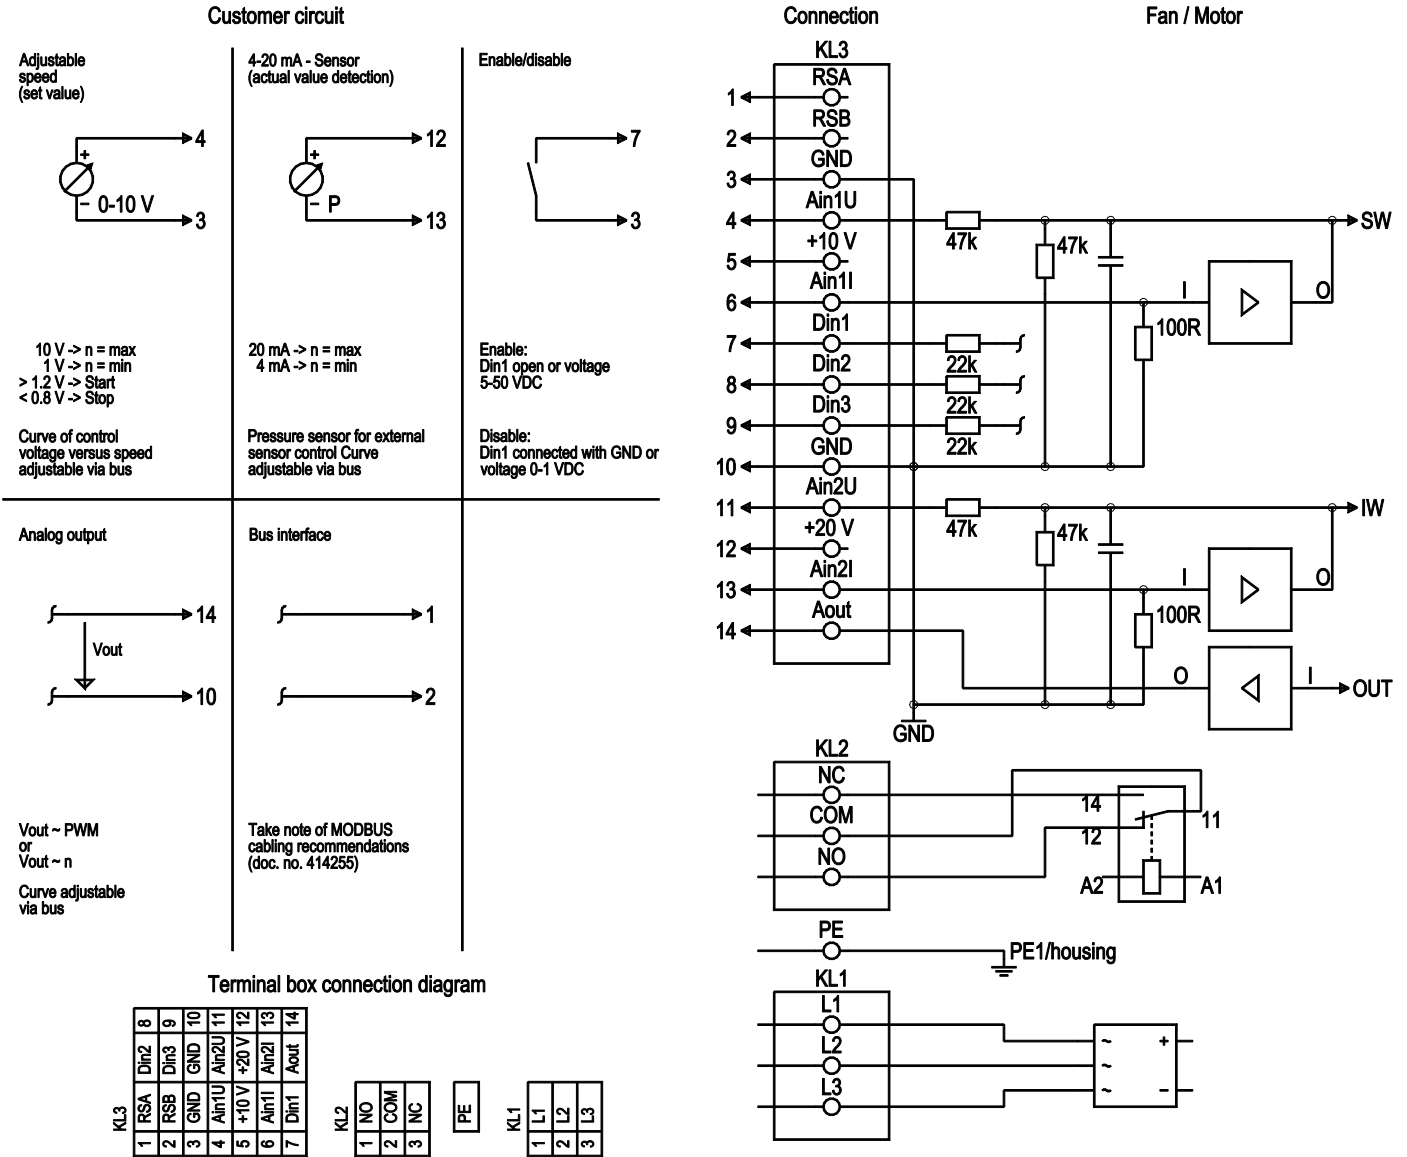 Customer circuit
Connection
Fan / Motor
Adjustable
speed
(set value)
4
+
− 0-10 V
3
10 V -> n = max
1 V -> n = min
> 1.2 V -> Start
< 0.8 V -> Stop
Curve of control
voltage versus speed
adjustable via bus
4-20 mA - Sensor
(actual value detection)
12
+
− P
13
20 mA -> n = max
4 mA -> n = min
Pressure sensor for external
sensor control Curve
adjustable via bus
Enable/disable
7
3
Enable:
Din1 open or voltage
5-50 VDC
Disable:
Din1 connected with GND or
voltage 0-1 VDC
Analog output
14
Vout
10
Vout ~ PWM
or
Vout ~ n
Curve adjustable
via bus
Bus interface
1
2
Take note of MODBUS
cabling recommendations
(doc. no. 414255)
KL3
RSA
1
RSB
2
GND
3
Ain1U
4
47k
47k
SW
+10 V
5
Ain1I
6
I
O
100R
Din1
7
22k
Din2
8
22k
Din3
9
22k
GND
10
Ain2U
11
47k
47k
IW
+20 V
12
Ain2I
13
I
O
100R
Aout
14
O
I
OUT
GND
KL2
NC
14
COM
11
12
NO
A2
A1
PE
PE1/housing
KL1
L1
~
+
L2
~
L3
~
−
Terminal box connection diagram
KL3
8 9 10 11 12 13 14
Din2 Din3 GND Ain2U +20 V Ain2I Aout
RSA RSB GND Ain1U +10 V Ain1I Din1
1 2 3 4 5 6 7
KL2
NO COM NC
1 2 3
PE
KL1
L1 L2 L3
1 2 3